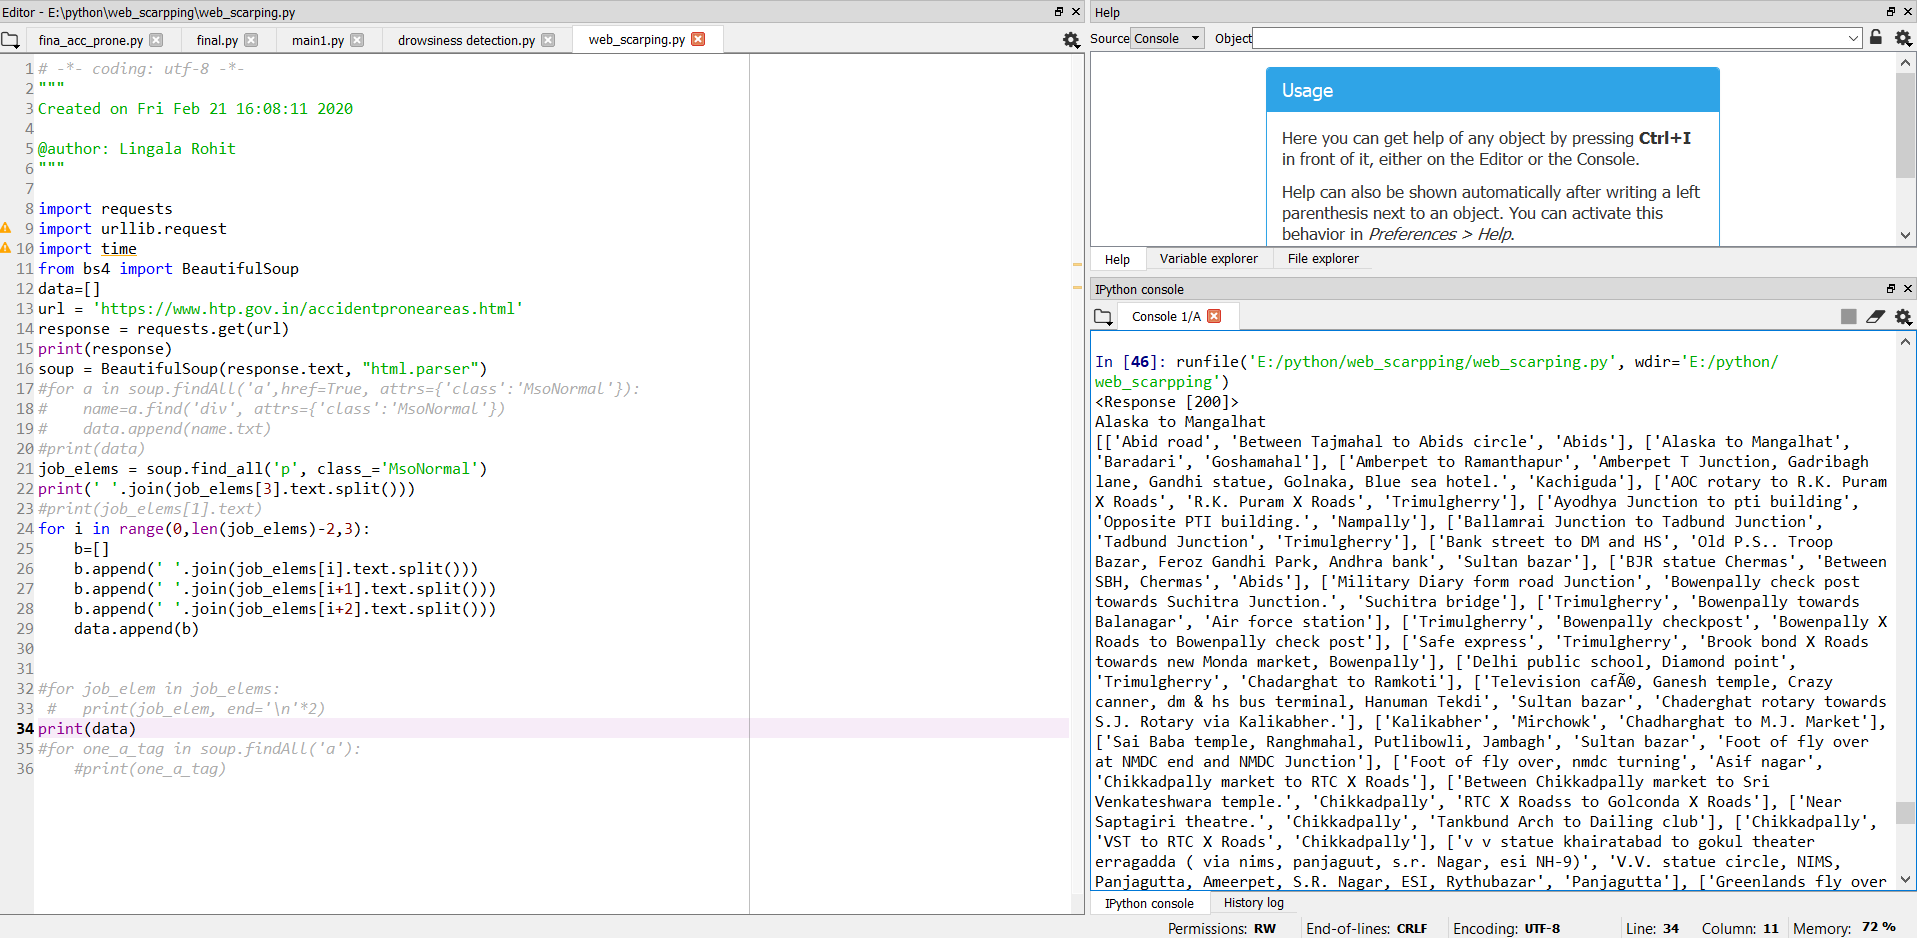 Editor - E:\python\web_scarpping\web_scarping.py
fina_acc_prone.py
final.py
main1.py
drowsiness detection.py
web_scarping.py
1 # -*- coding: utf-8 -*-
2 """
3 Created on Fri Feb 21 16:08:11 2020
4
5 @author: Lingala Rohit
6 """
7
8 import requests
9 import urllib.request
10 import time
11 from bs4 import BeautifulSoup
12 data=[]
13 url = 'https://www.htp.gov.in/accidentproneareas.html'
14 response = requests.get(url)
15 print(response)
16 soup = BeautifulSoup(response.text, "html.parser")
17 #for a in soup.findAll('a',href=True, attrs={'class':'MsoNormal'}):
18 #    name=a.find('div', attrs={'class':'MsoNormal'})
19 #    data.append(name.txt)
20 #print(data)
21 job_elems = soup.find_all('p', class_='MsoNormal')
22 print(' '.join(job_elems[3].text.split()))
23 #print(job_elems[1].text)
24 for i in range(0,len(job_elems)-2,3):
25     b=[]
26     b.append(' '.join(job_elems[i].text.split()))
27     b.append(' '.join(job_elems[i+1].text.split()))
28     b.append(' '.join(job_elems[i+2].text.split()))
29     data.append(b)
30
31
32 #for job_elem in job_elems:
33  #   print(job_elem, end='\n'*2)
34 print(data)
35 #for one_a_tag in soup.findAll('a'):
36     #print(one_a_tag)
Help
Source Console Object
Usage
Here you can get help of any object by pressing Ctrl+I
in front of it, either on the Editor or the Console.
Help can also be shown automatically after writing a left
parenthesis next to an object. You can activate this
behavior in Preferences > Help.
Help Variable explorer File explorer
IPython console
Console 1/A
In [46]: runfile('E:/python/web_scarpping/web_scarping.py', wdir='E:/python/
web_scarpping')
<Response [200]>
Alaska to Mangalhat
[['Abid road', 'Between Tajmahal to Abids circle', 'Abids'], ['Alaska to Mangalhat',
'Baradari', 'Goshamahal'], ['Amberpet to Ramanthapur', 'Amberpet T Junction, Gadribagh
lane, Gandhi statue, Golnaka, Blue sea hotel.', 'Kachiguda'], ['AOC rotary to R.K. Puram
X Roads', 'R.K. Puram X Roads', 'Trimulgherry'], ['Ayodhya Junction to pti building',
'Opposite PTI building.', 'Nampally'], ['Ballamrai Junction to Tadbund Junction',
'Tadbund Junction', 'Trimulgherry'], ['Bank street to DM and HS', 'Old P.S.. Troop
Bazar, Feroz Gandhi Park, Andhra bank', 'Sultan bazar'], ['BJR statue Chermas', 'Between
SBH, Chermas', 'Abids'], ['Military Diary form road Junction', 'Bowenpally check post
towards Suchitra Junction.', 'Suchitra bridge'], ['Trimulgherry', 'Bowenpally towards
Balanagar', 'Air force station'], ['Trimulgherry', 'Bowenpally checkpost', 'Bowenpally X
Roads to Bowenpally check post'], ['Safe express', 'Trimulgherry', 'Brook bond X Roads
towards new Monda market, Bowenpally'], ['Delhi public school, Diamond point',
'Trimulgherry', 'Chadarghat to Ramkoti'], ['Television cafÃ©, Ganesh temple, Crazy
canner, dm & hs bus terminal, Hanuman Tekdi', 'Sultan bazar', 'Chaderghat rotary towards
S.J. Rotary via Kalikabher.'], ['Kalikabher', 'Mirchowk', 'Chadharghat to M.J. Market'],
['Sai Baba temple, Ranghmahal, Putlibowli, Jambagh', 'Sultan bazar', 'Foot of fly over
at NMDC end and NMDC Junction'], ['Foot of fly over, nmdc turning', 'Asif nagar',
'Chikkadpally market to RTC X Roads'], ['Between Chikkadpally market to Sri
Venkateshwara temple.', 'Chikkadpally', 'RTC X Roadss to Golconda X Roads'], ['Near
Saptagiri theatre.', 'Chikkadpally', 'Tankbund Arch to Dailing club'], ['Chikkadpally',
'VST to RTC X Roads', 'Chikkadpally'], ['v v statue khairatabad to gokul theater
erragadda ( via nims, panjaguut, s.r. Nagar, esi NH-9)', 'V.V. statue circle, NIMS,
Panjagutta, Ameerpet, S.R. Nagar, ESI, Rythubazar', 'Panjagutta'], ['Greenlands fly over
IPython console History log
Permissions: RW End-of-lines: CRLF Encoding: UTF-8 Line: 34 Column: 11 Memory: 72 %